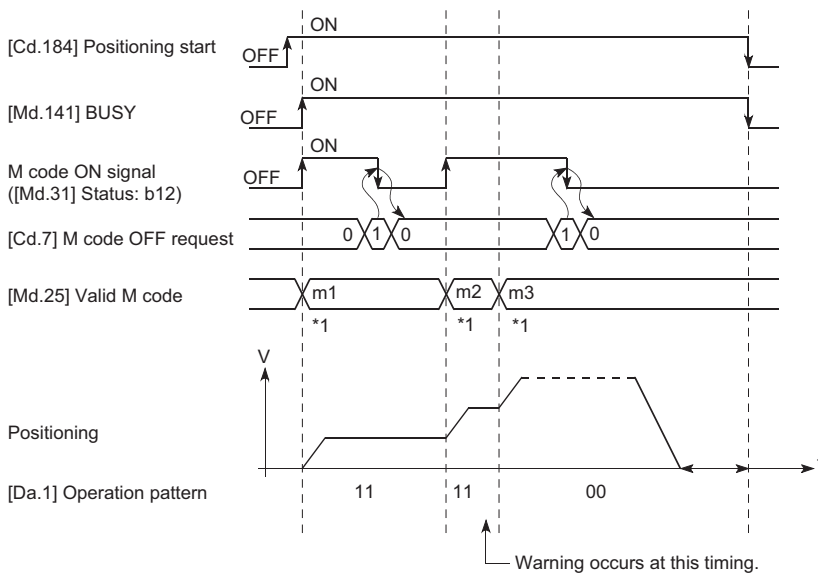 ON
[Cd.184] Positioning start
OFF
ON
[Md.141] BUSY
OFF
ON
M code ON signal
([Md.31] Status: b12)
OFF
[Cd.7] M code OFF request
0 1 0 1 0
[Md.25] Valid M code
m1 m2 m3
*1 *1 *1
V
Positioning
[Da.1] Operation pattern
11 11 00
Warning occurs at this timing.